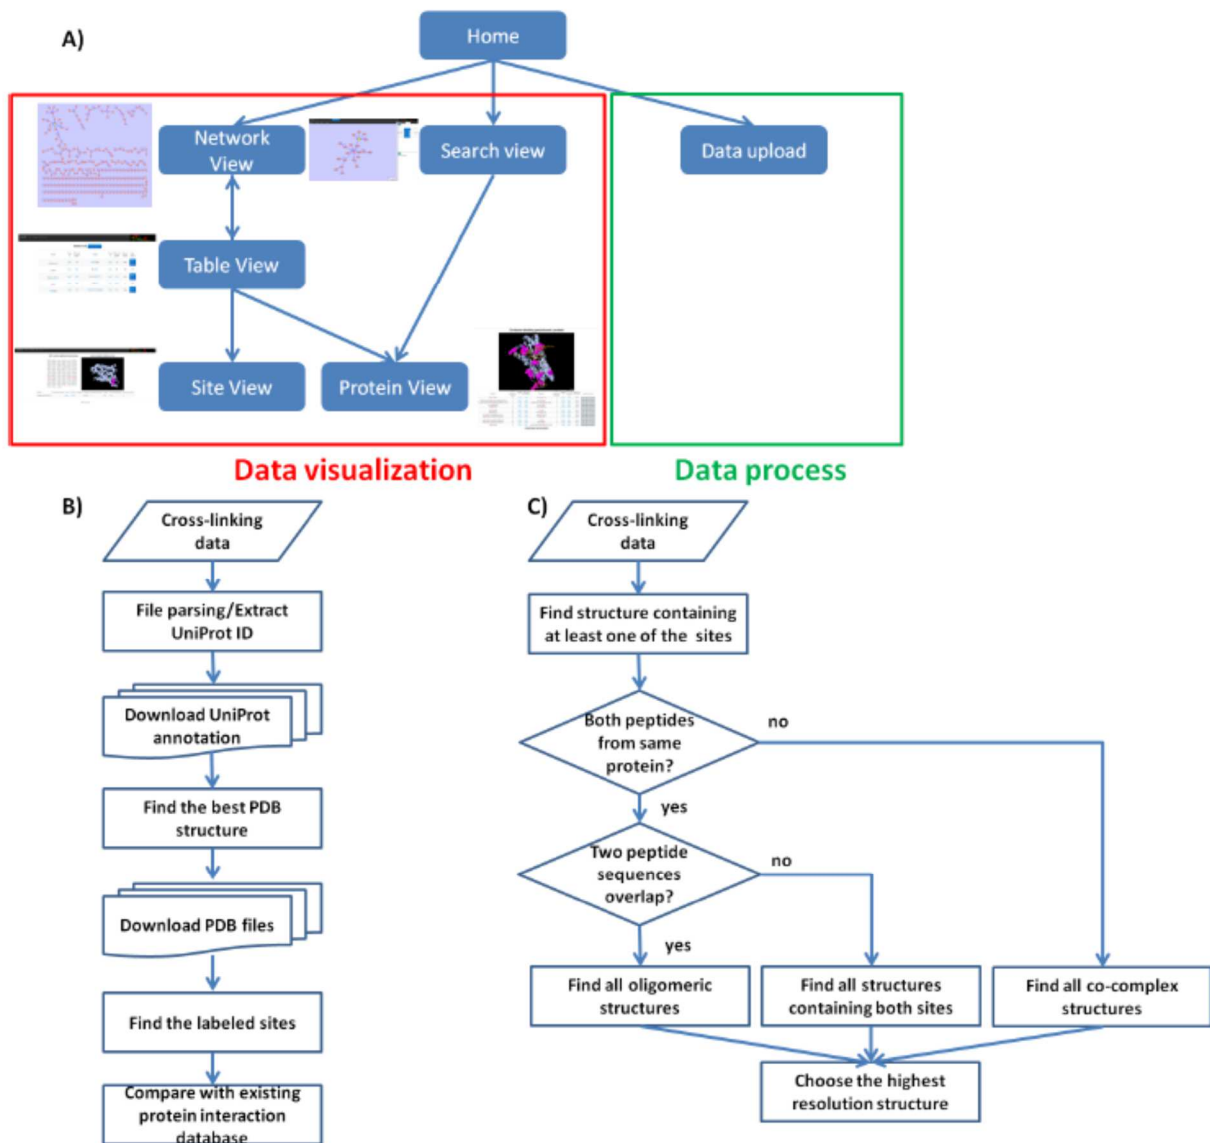 A)
Home
Network
View
Search view
Data upload
Table View
Site View
Protein View
Data visualization
Data process
B)
Cross-linking
data
File parsing/Extract
UniProt ID
Download UniProt
annotation
Find the best PDB
structure
Download PDB files
Find the labeled sites
Compare with existing
protein interaction
database
C)
Cross-linking
data
Find structure containing
at least one of the sites
Both peptides
from same
protein?
no
yes
Two peptide
sequences
overlap?
no
yes
Find all oligomeric
structures
Find all structures
containing both sites
Find all co-complex
structures
Choose the highest
resolution structure